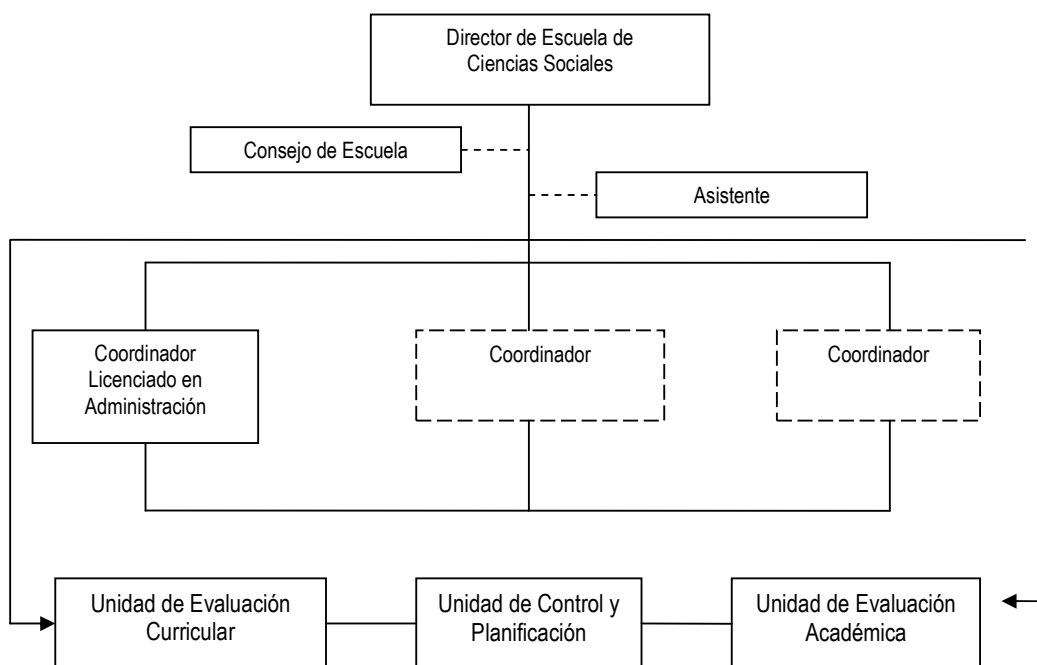 Director de Escuela de
Ciencias Sociales
Consejo de Escuela
Asistente
Coordinador
Licenciado en
Administración
Coordinador
Coordinador
Unidad de Evaluación
Curricular
Unidad de Control y
Planificación
Unidad de Evaluación
Académica